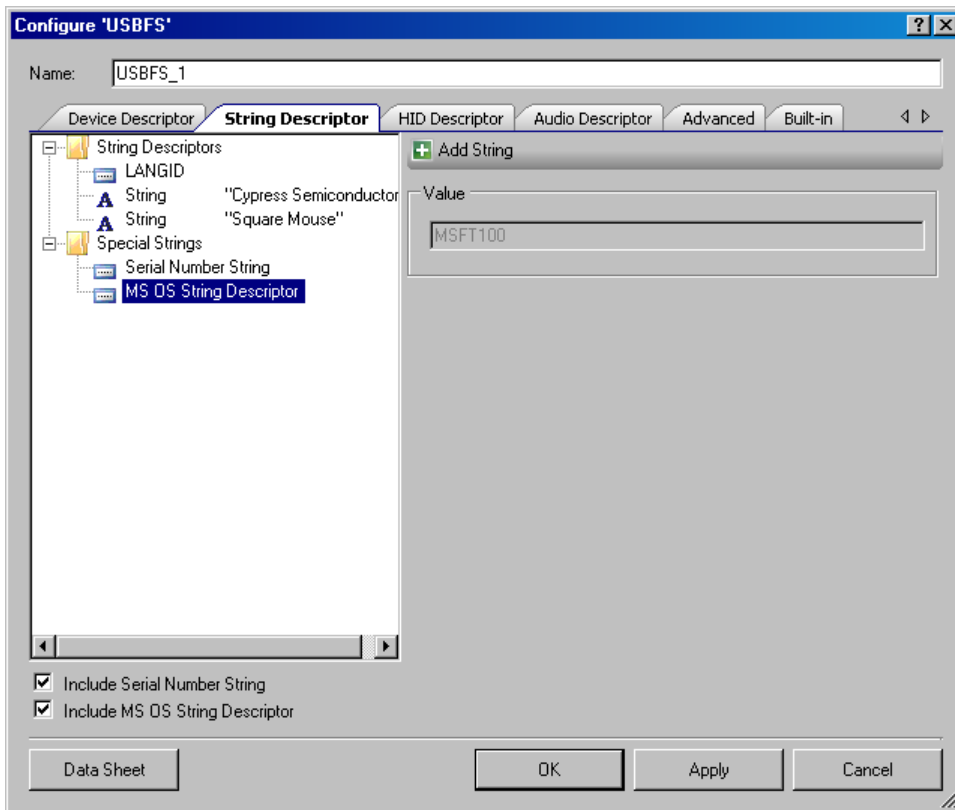 Configure 'USBFS'
Name: USBFS_1
Device Descriptor String Descriptor HID Descriptor Audio Descriptor Advanced Built-in
String Descriptors
LANGID
String "Cypress Semiconductor
String "Square Mouse"
Special Strings
Serial Number String
MS OS String Descriptor
Add String
Value
MSFT100
Include Serial Number String
Include MS OS String Descriptor
Data Sheet OK Apply Cancel